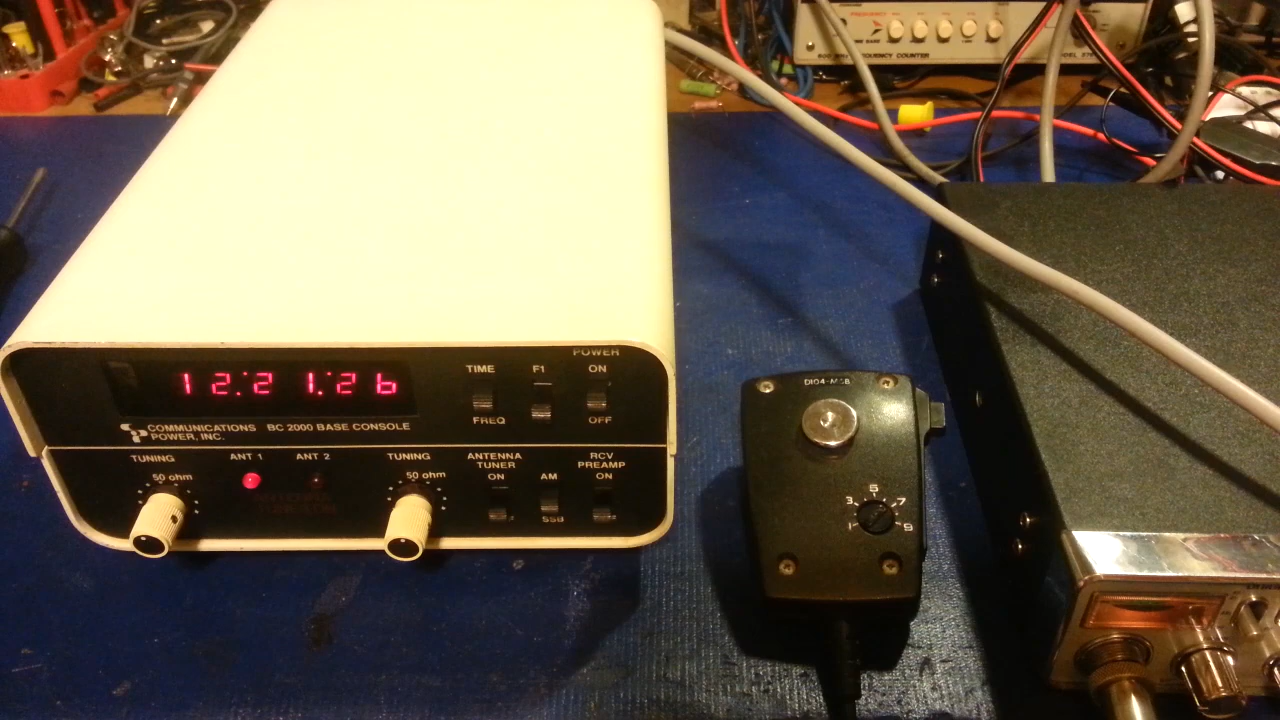 FREQUENCY
FREQUENCY COUNTER
POWER
TIME F1 ON
12:21.26
FREQ OFF
CP COMMUNICATIONS POWER, INC. BC 2000 BASE CONSOLE
TUNING ANT 1 ANT 2 TUNING ANTENNA TUNER RCV PREAMP
50 ohm 50 ohm ON AM ON
SSB
D104-M6B
1 3 5 7 9